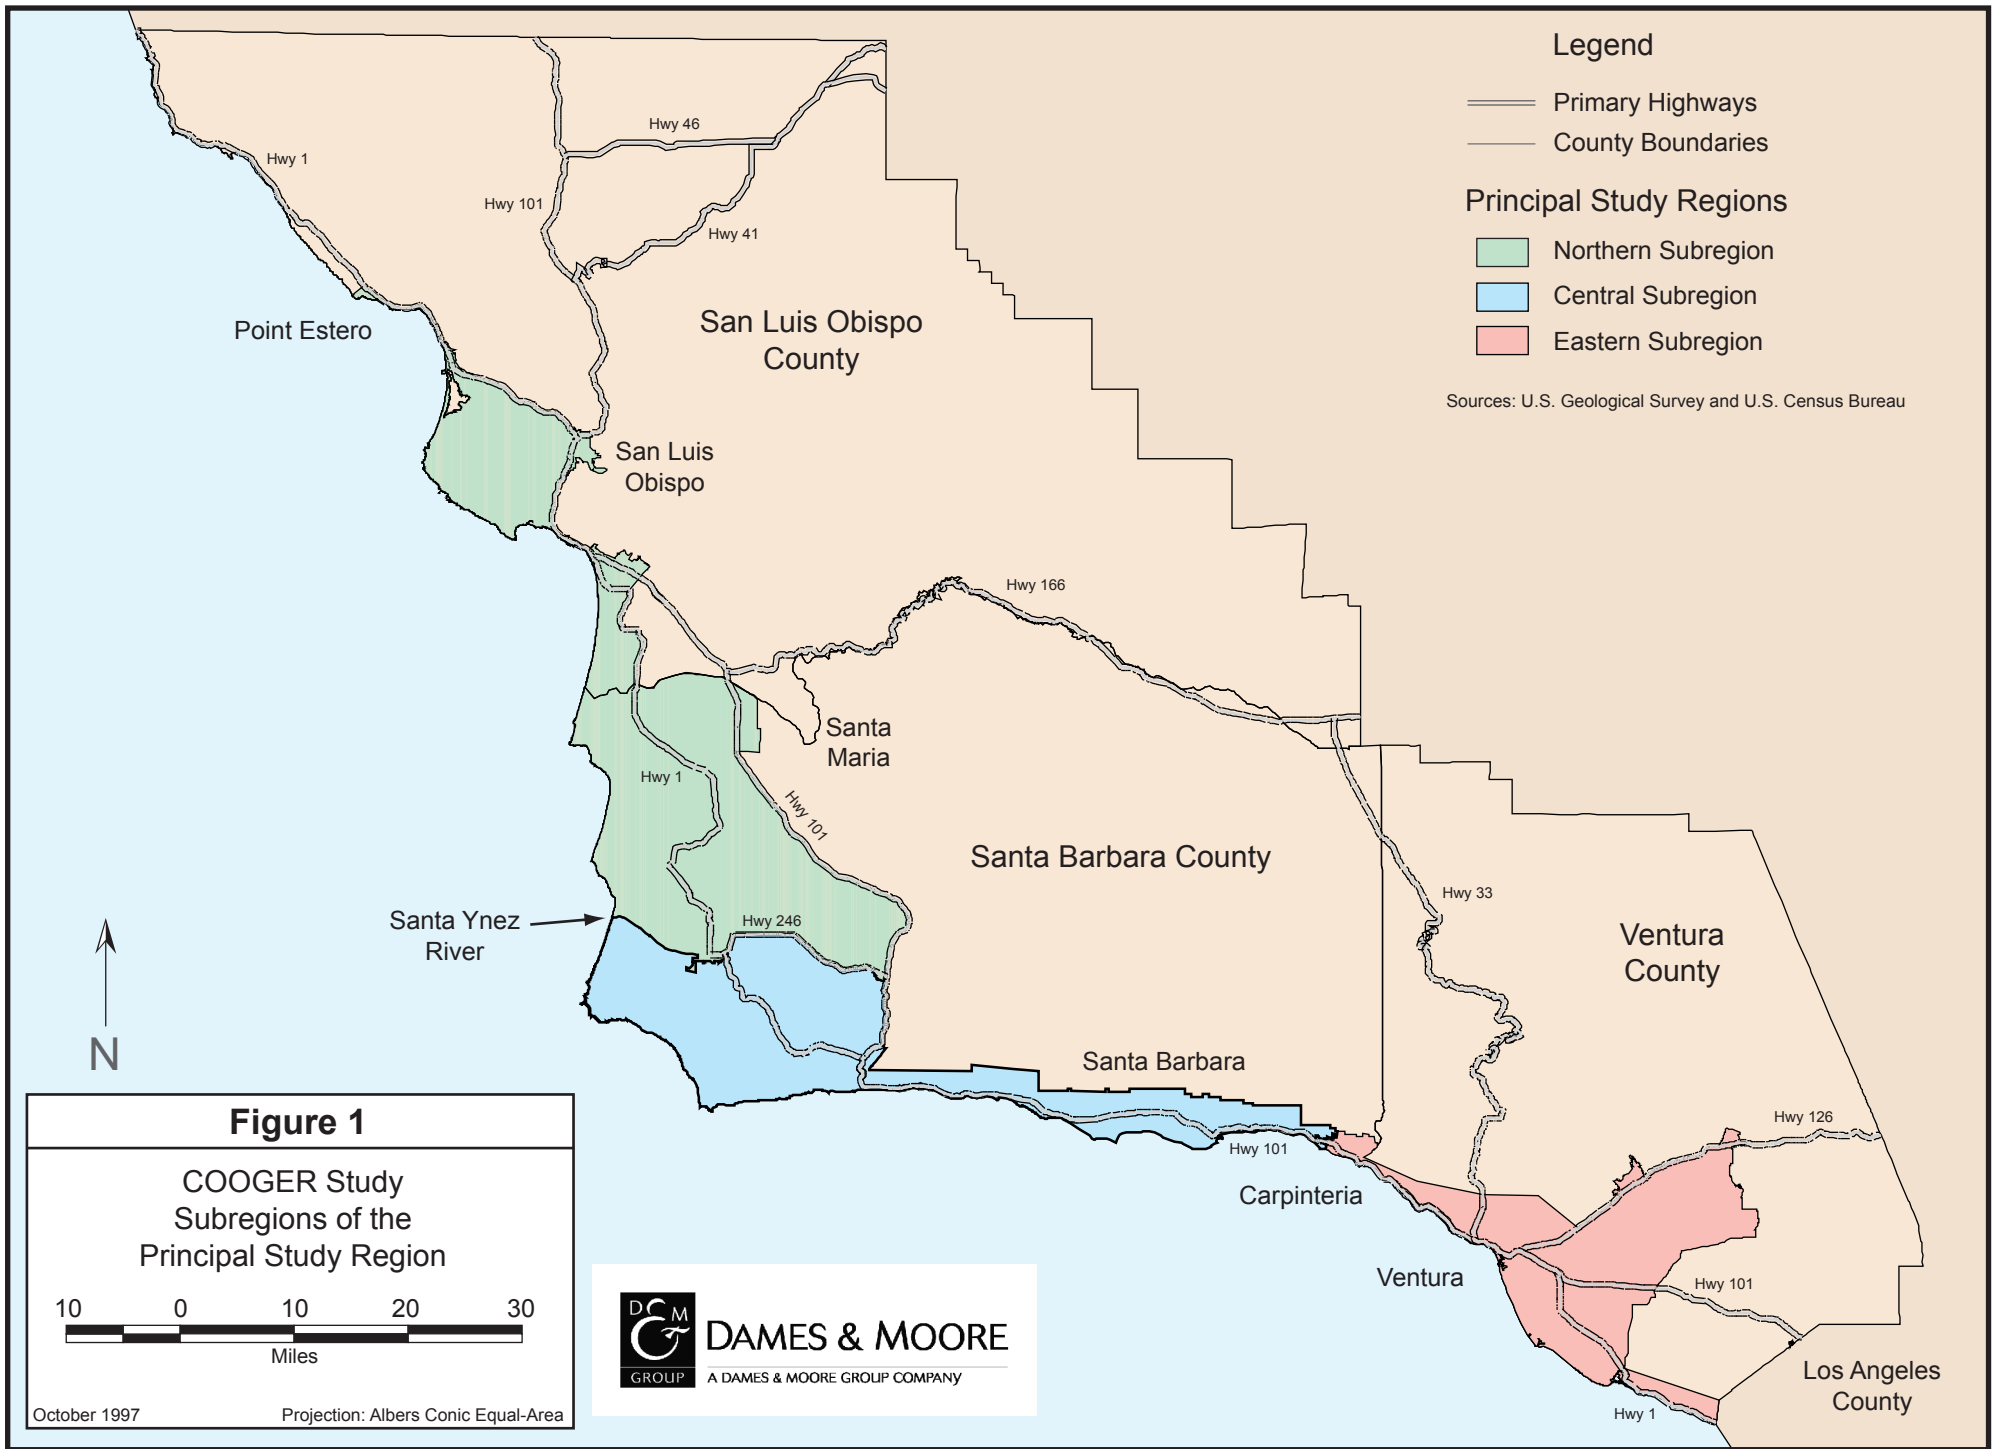 Legend
Primary Highways
County Boundaries
Principal Study Regions
Northern Subregion
Central Subregion
Eastern Subregion
Sources: U.S. Geological Survey and U.S. Census Bureau
Hwy 46
Hwy 1
Hwy 101
Hwy 41
Point Estero
San Luis Obispo
County
San Luis
Obispo
Hwy 166
Santa
Maria
Hwy 1
Hwy 101
Santa Barbara County
Hwy 33
Santa Ynez
River
Hwy 246
Ventura
County
N
Santa Barbara
Hwy 126
Hwy 101
Carpinteria
Ventura
Hwy 101
Los Angeles
County
Hwy 1
Figure 1
COOGER Study
Subregions of the
Principal Study Region
10 0 10 20 30
Miles
October 1997 Projection: Albers Conic Equal-Area
D & M
GROUP
DAMES & MOORE
A DAMES & MOORE GROUP COMPANY